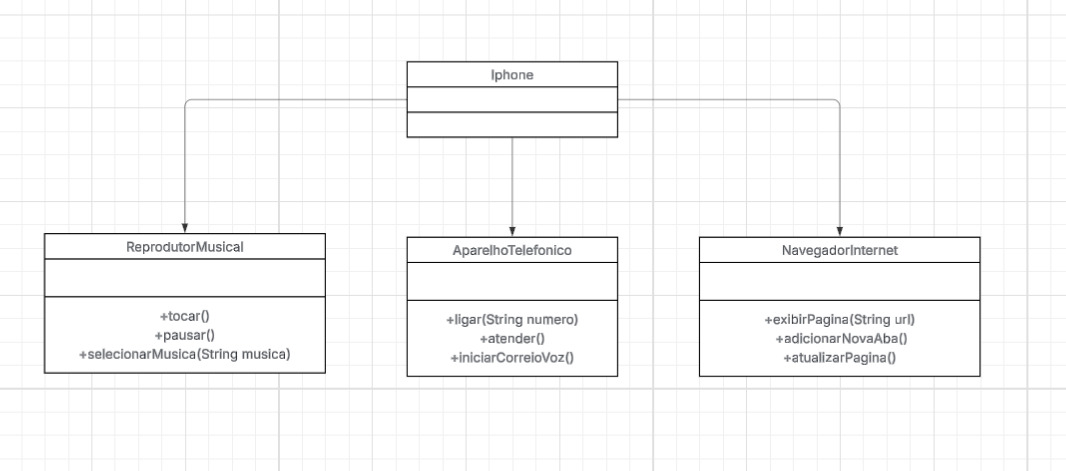 Iphone
ReprodutorMusical
+tocar()
+pausar()
+selecionarMusica(String musica)
AparelhoTelefonico
+ligar(String numero)
+atender()
+iniciarCorreioVoz()
NavegadorInternet
+exibirPagina(String url)
+adicionarNovaAba()
+atualizarPagina()